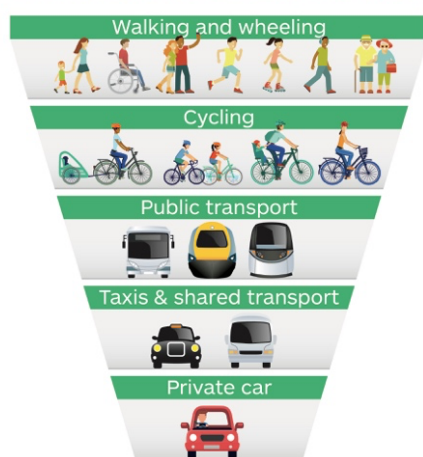 Walking and wheeling
Cycling
Public transport
Taxis & shared transport
Private car